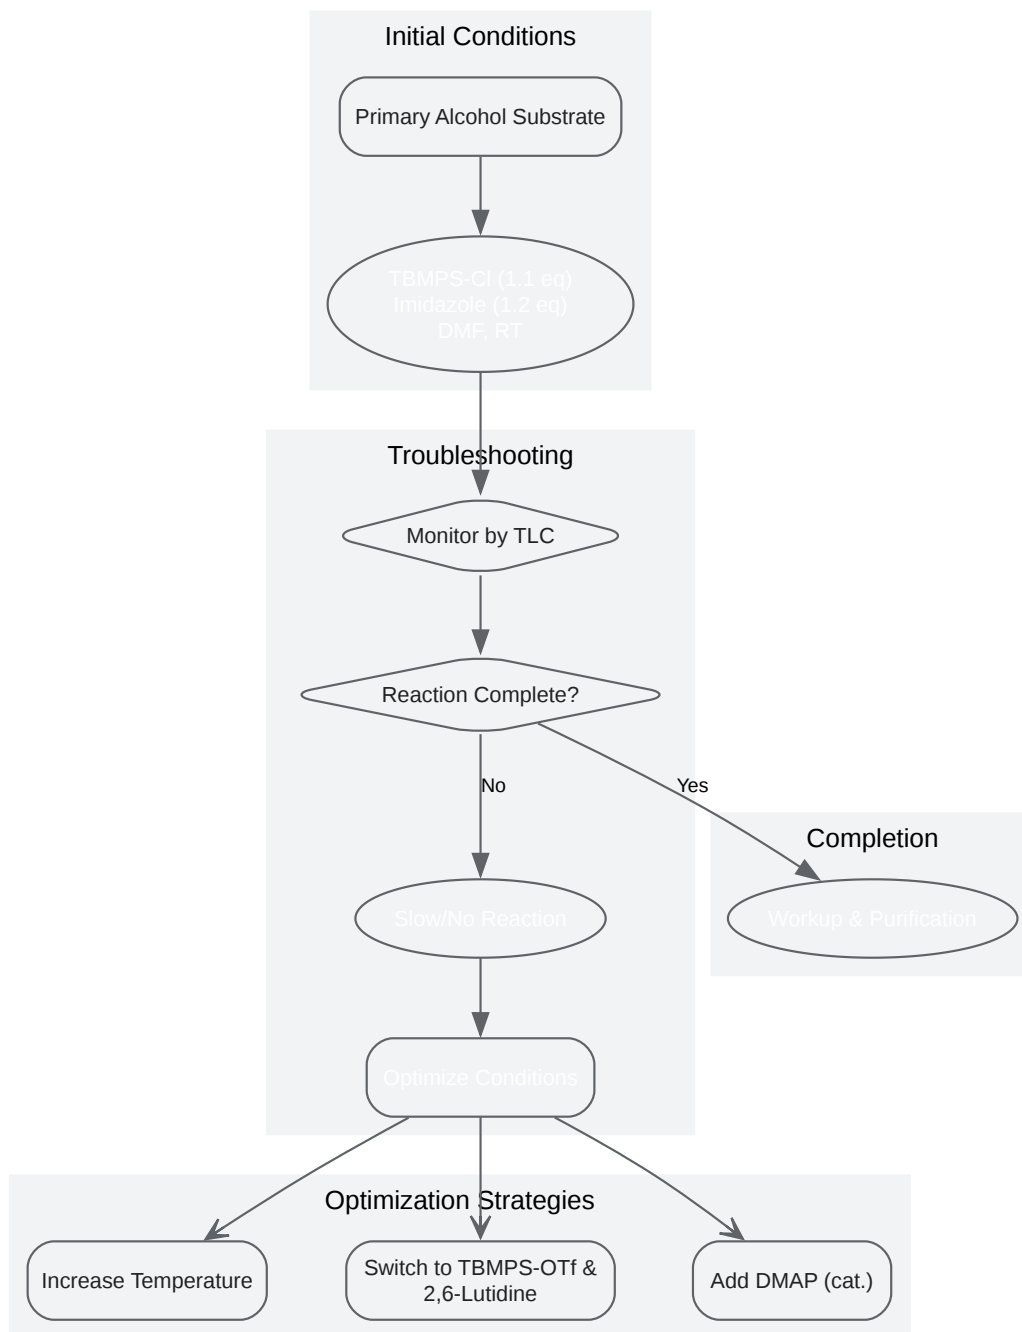 Initial Conditions
Primary Alcohol Substrate
TBMPS-Cl (1.1 eq)
Imidazole (1.2 eq)
DMF, RT
Troubleshooting
Monitor by TLC
Reaction Complete?
No
Yes
Completion
Slow/No Reaction
Workup & Purification
Optimize Conditions
Optimization Strategies
Increase Temperature
Switch to TBMPS-OTf &
2,6-Lutidine
Add DMAP (cat.)